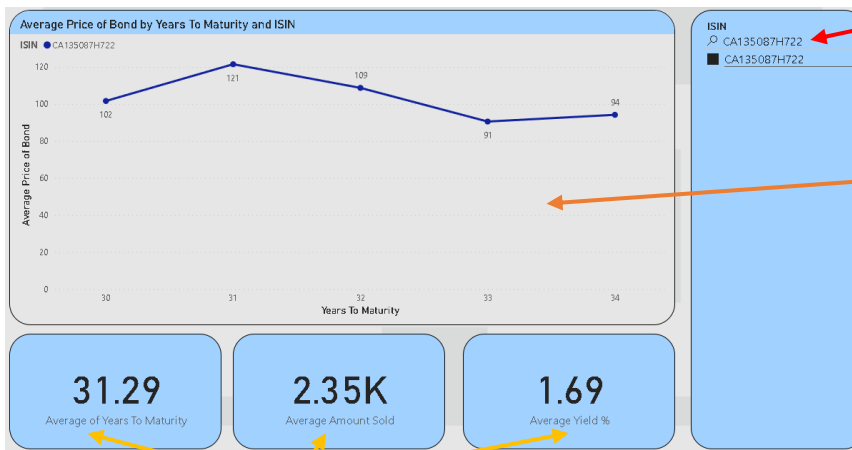 Average Price of Bond by Years To Maturity and ISIN
ISIN CA135087H722
120
100
80
60
40
20
0
Average Price of Bond
102
121
109
91
94
30 31 32 33 34
Years To Maturity
ISIN
CA135087H722
CA135087H722
31.29
Average of Years To Maturity
2.35K
Average Amount Sold
1.69
Average Yield %